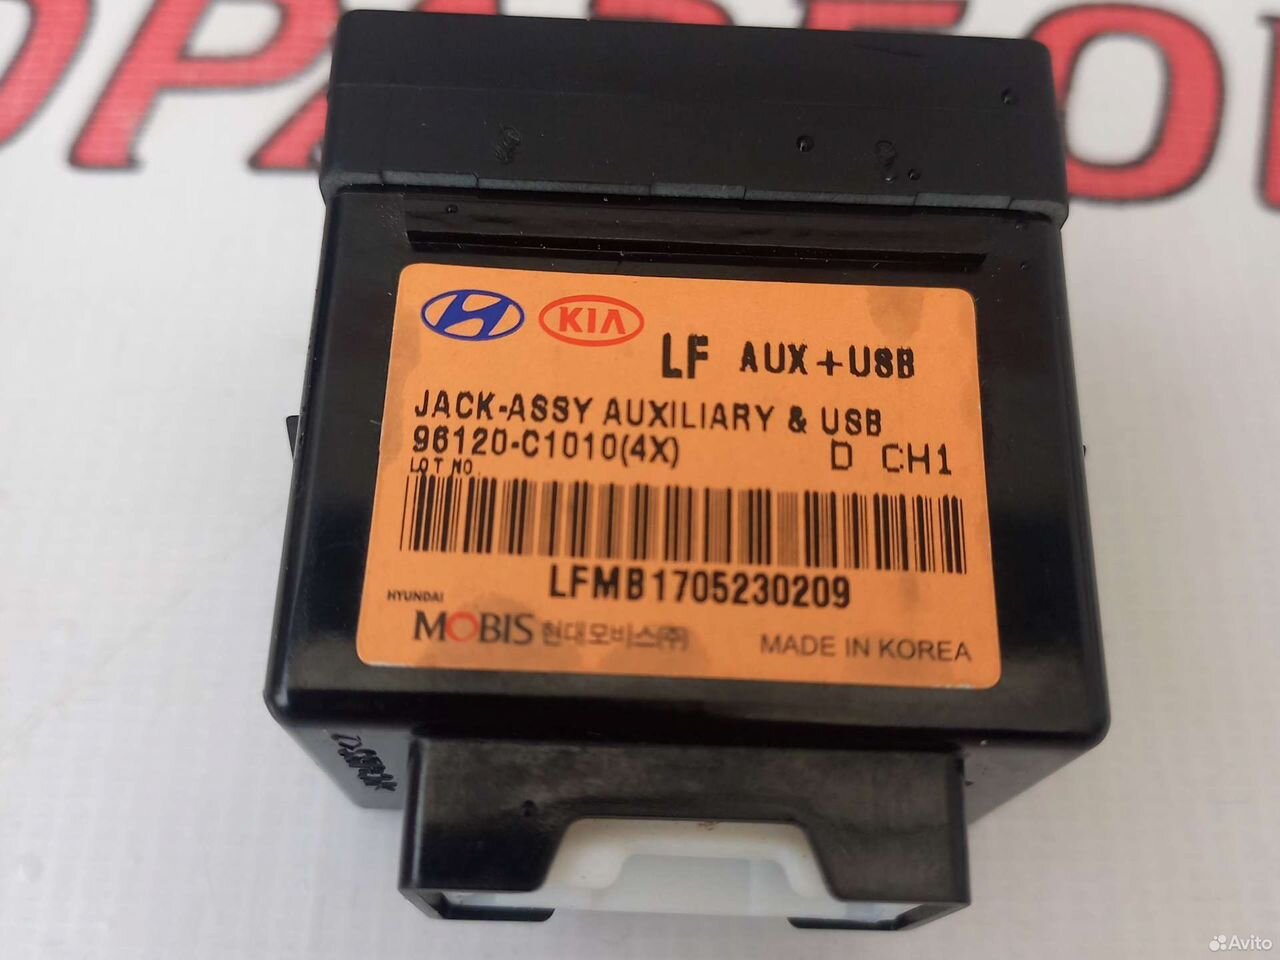 KIA
LF AUX+USB
JACK-ASSY AUXILIARY & USB
96120-C1010(4X) D CH1
LOT NO.
LFMB1705230209
HYUNDAI
MOBIS 현대모비스(주)
MADE IN KOREA
Avito